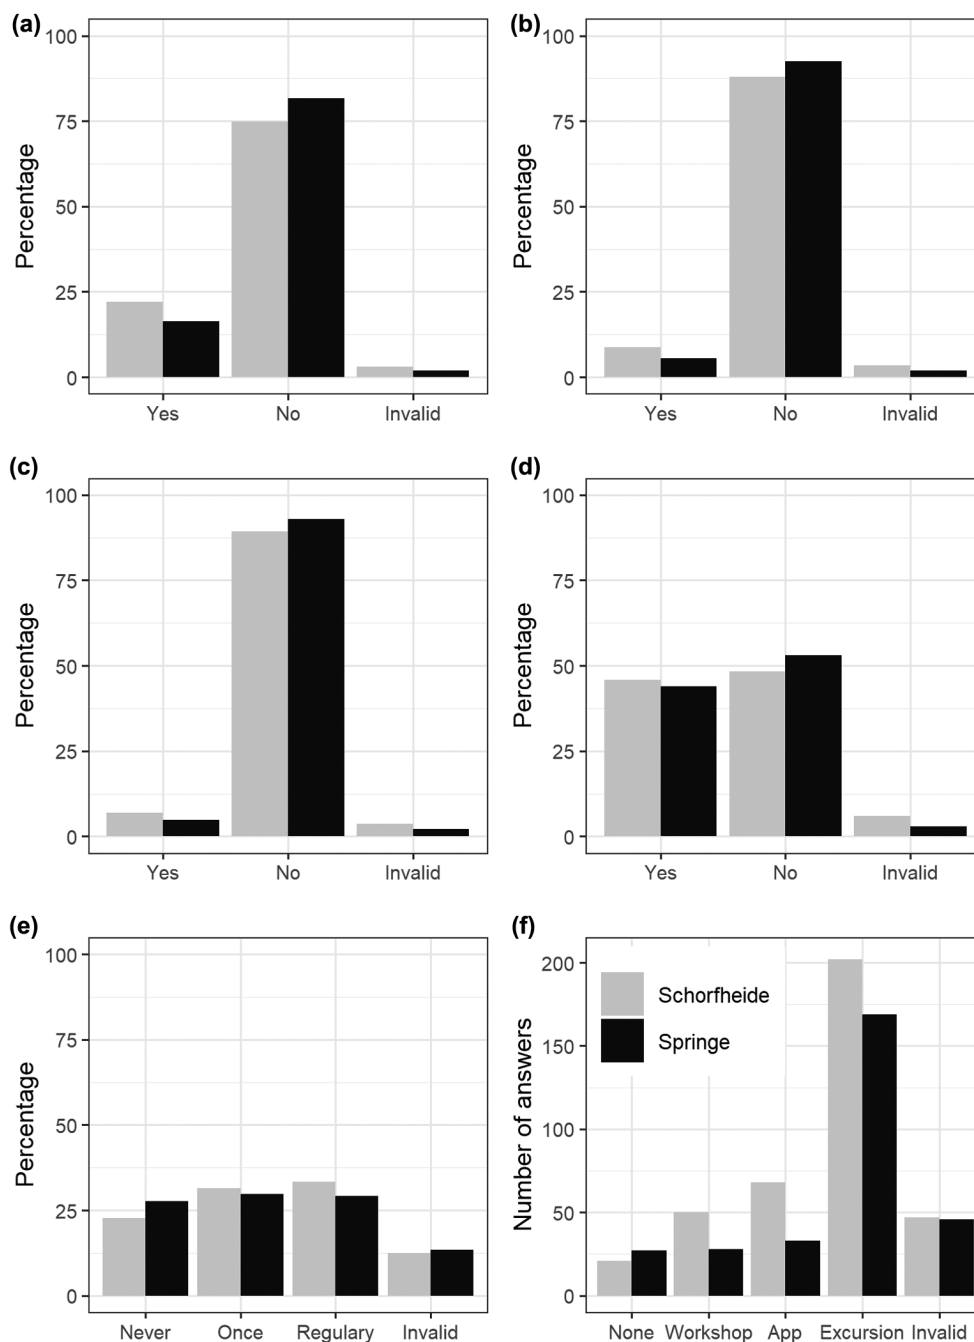 (a)
100
75
50
25
0
Percentage
Yes No Invalid
(b)
100
75
50
25
0
Percentage
Yes No Invalid
(c)
100
75
50
25
0
Percentage
Yes No Invalid
(d)
100
75
50
25
0
Percentage
Yes No Invalid
(e)
100
75
50
25
0
Percentage
Never Once Regulary Invalid
(f)
200
150
100
50
0
Number of answers
Schorfheide
Springe
None Workshop App Excursion Invalid